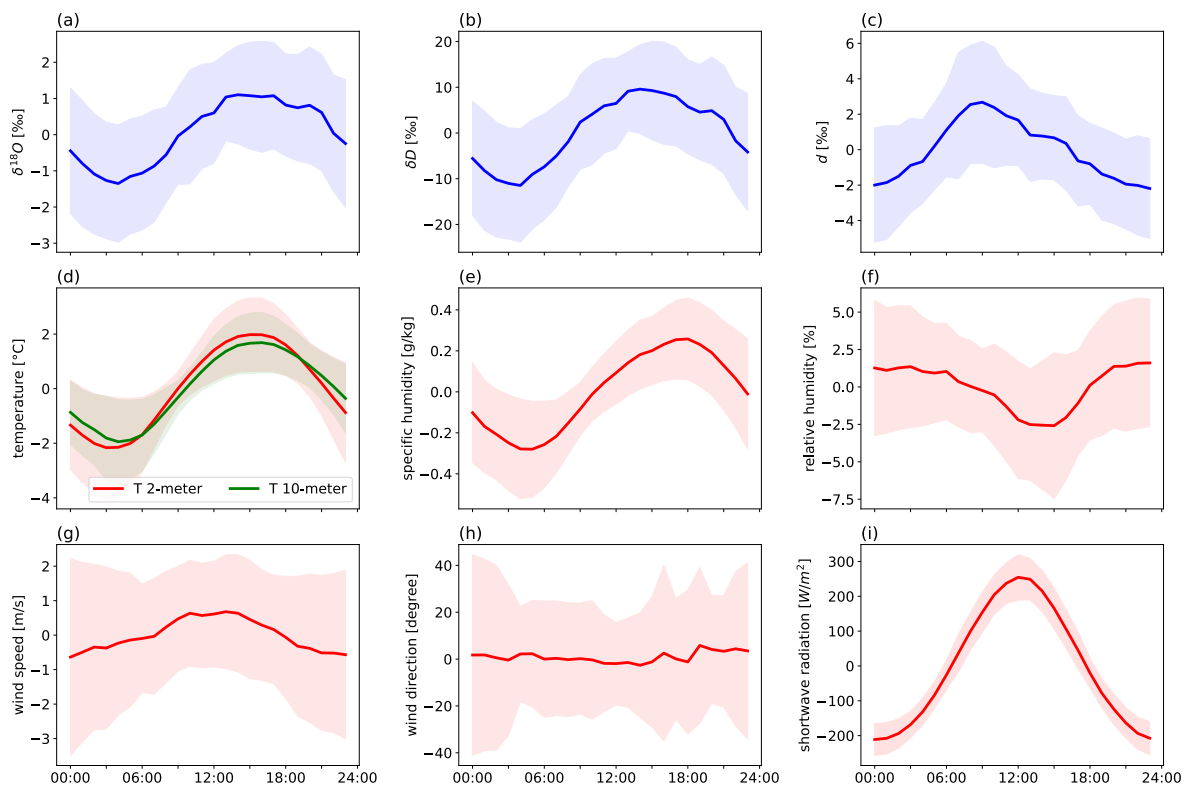 (a)
δ¹⁸O [‰]
2
1
0
−1
−2
−3
(b)
δD [‰]
20
10
0
−10
−20
(c)
d [‰]
6
4
2
0
−2
−4
(d)
temperature [°C]
2
0
−2
−4
T 2-meter
T 10-meter
(e)
specific humidity [g/kg]
0.4
0.2
0.0
−0.2
−0.4
(f)
relative humidity [%]
5.0
2.5
0.0
−2.5
−5.0
−7.5
(g)
wind speed [m/s]
2
1
0
−1
−2
−3
00:00 06:00 12:00 18:00 24:00
(h)
wind direction [degree]
40
20
0
−20
−40
00:00 06:00 12:00 18:00 24:00
(i)
shortwave radiation [W/m²]
300
200
100
0
−100
−200
00:00 06:00 12:00 18:00 24:00